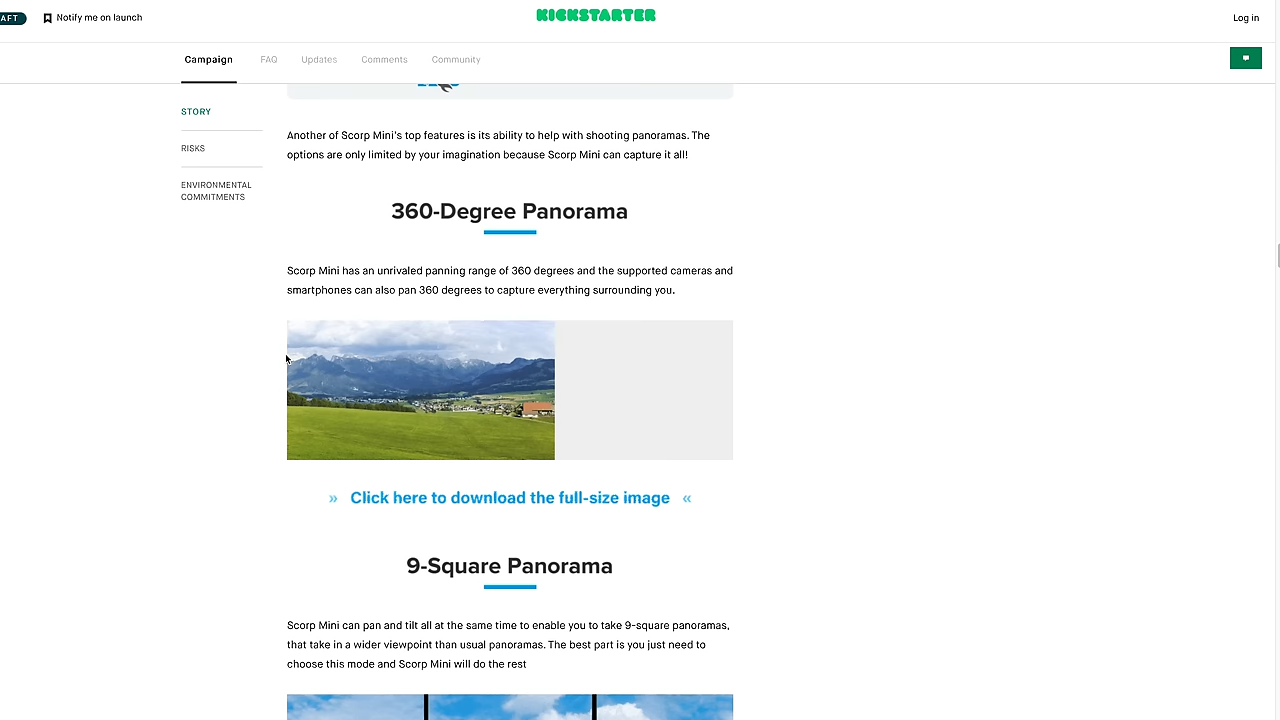 AFT
Notify me on launch
KICKSTARTER
Log in
Campaign
FAQ
Updates
Comments
Community
STORY
RISKS
ENVIRONMENTAL
COMMITMENTS
Another of Scorp Mini's top features is its ability to help with shooting panoramas. The
options are only limited by your imagination because Scorp Mini can capture it all!
360-Degree Panorama
Scorp Mini has an unrivaled panning range of 360 degrees and the supported cameras and
smartphones can also pan 360 degrees to capture everything surrounding you.
» Click here to download the full-size image «
9-Square Panorama
Scorp Mini can pan and tilt all at the same time to enable you to take 9-square panoramas,
that take in a wider viewpoint than usual panoramas. The best part is you just need to
choose this mode and Scorp Mini will do the rest